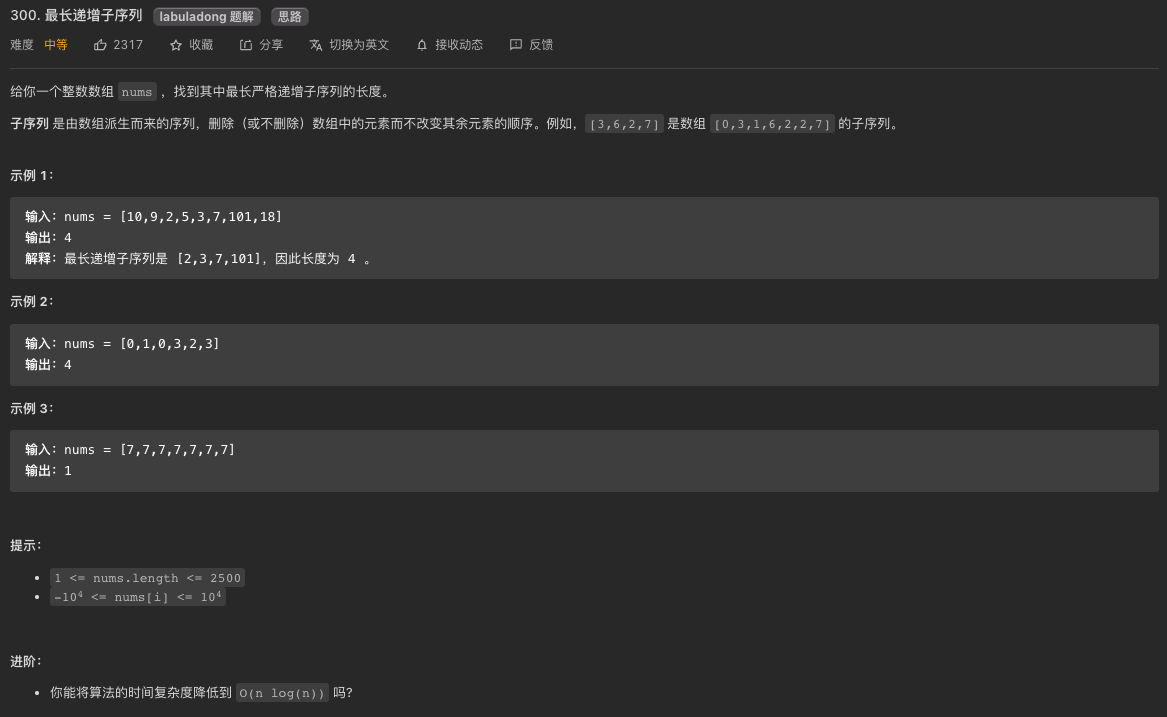 300. 最长递增子序列 labuladong 题解 思路
难度 中等 2317 收藏 分享 切换为英文 接收动态 反馈
给你一个整数数组 nums ，找到其中最长严格递增子序列的长度。
子序列 是由数组派生而来的序列，删除（或不删除）数组中的元素而不改变其余元素的顺序。例如，[3,6,2,7] 是数组 [0,3,1,6,2,2,7] 的子序列。
示例 1：
输入：nums = [10,9,2,5,3,7,101,18]
输出：4
解释：最长递增子序列是 [2,3,7,101]，因此长度为 4 。
示例 2：
输入：nums = [0,1,0,3,2,3]
输出：4
示例 3：
输入：nums = [7,7,7,7,7,7,7]
输出：1
提示：
• 1 <= nums.length <= 2500
• -10⁴ <= nums[i] <= 10⁴
进阶：
• 你能将算法的时间复杂度降低到 O(n log(n)) 吗?